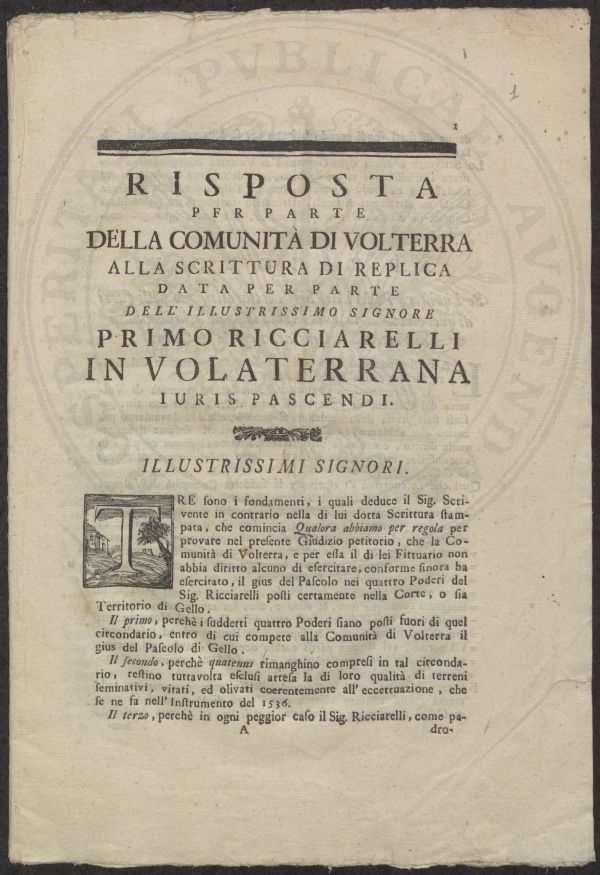 1
1
RISPOSTA
PFR PARTE
DELLA COMUNITÀ DI VOLTERRA
ALLA SCRITTURA DI REPLICA
DATA PER PARTE
DELL' ILLUSTRISSIMO SIGNORE
PRIMO RICCIARELLI
IN VOLATERRANA
IURIS PASCENDI.
ILLUSTRISSIMI SIGNORI.
TRE sono i fondamenti, i quali deduce il Sig. Scri-
vente in contrario nella di lui dotta Scrittura stam-
pata, che comincia Qualora abbiamo per regola per
provare nel presente Giudizio petitorio, che la Co-
munità di Volterra, e per essa il di lei Fittuario non
abbia diritto alcuno di esercitare, conforme sinora ha
esercitato, il gius del Pascolo nei quattro Poderi del
Sig. Ricciarelli posti certamente nella Corte, o sia
Territorio di Gello.
Il primo, perchè i suddetti quattro Poderi siano posti fuori di quel
circondario, entro di cui compete alla Comunità di Volterra il
gius del Pascolo di Gello.
Il secondo, perchè quatenus rimanghino compresi in tal circonda-
rio, restino tuttavolta esclusi attesa la di loro qualità di terreni
seminativi, vitati, ed olivati coerentemente all' eccettuazione, che
se ne fa nell' Instrumento del 1536.
Il terzo, perchè in ogni peggior caso il Sig. Ricciarelli, come pa-
A dro-
PVBLICAE
AVGENDO